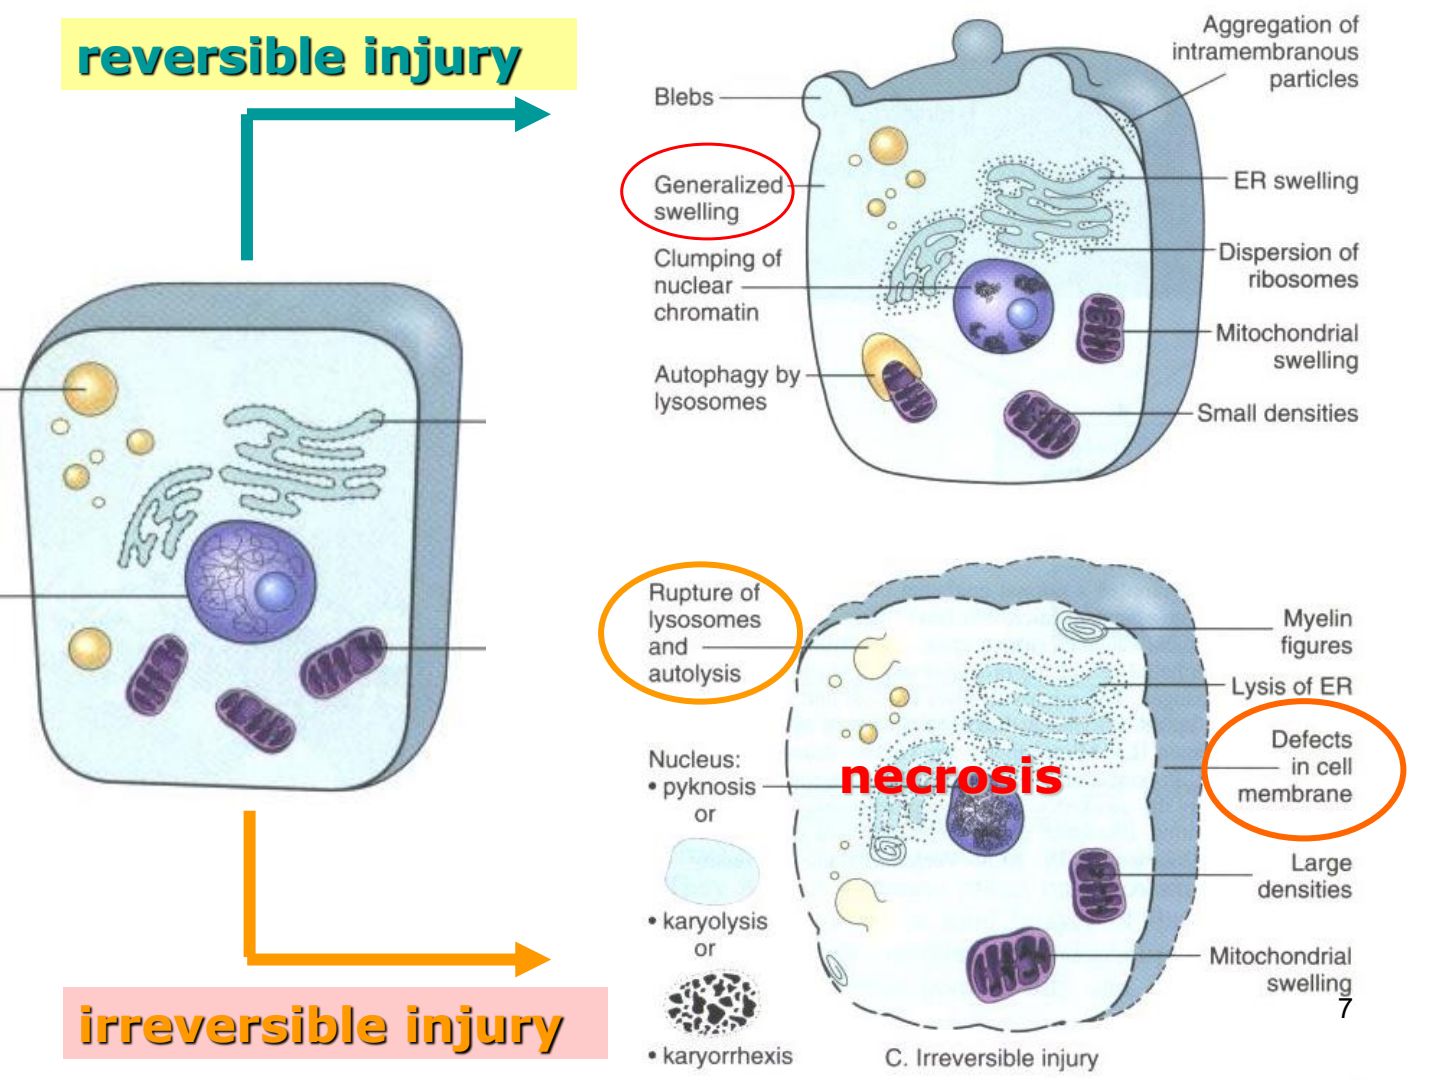 reversible injury
Aggregation of
intramembranous
particles
Blebs
Generalized
swelling
ER swelling
Clumping of
nuclear
chromatin
Dispersion of
ribosomes
Mitochondrial
swelling
Autophagy by
lysosomes
Small densities
Rupture of
lysosomes
and
autolysis
Myelin
figures
Lysis of ER
Defects
in cell
membrane
Nucleus:
• pyknosis
or
necrosis
Large
densities
• karyolysis
or
Mitochondrial
swelling
7
irreversible injury
• karyorrhexis
C. Irreversible injury